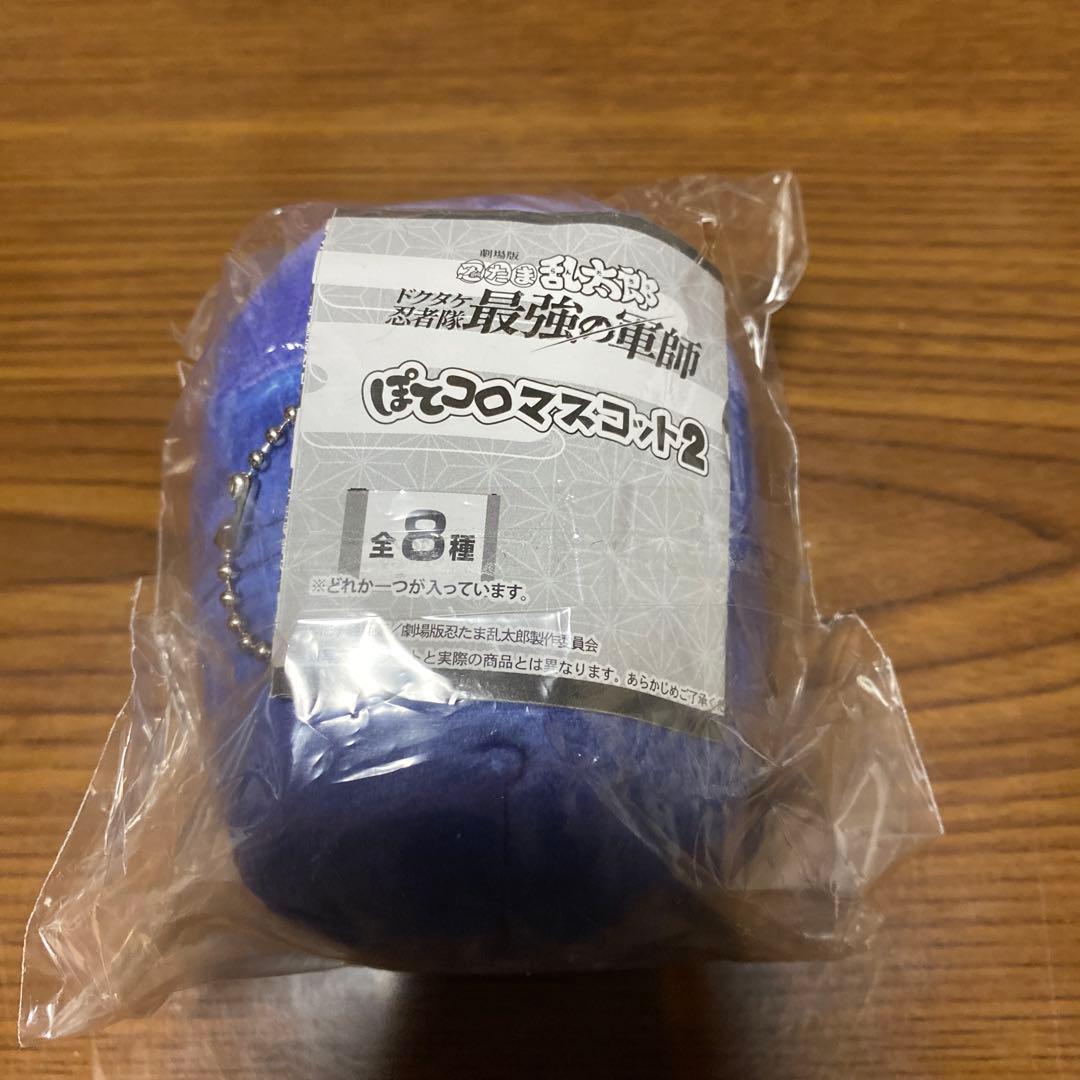 劇場版
忍たま乱太郎
ドクタケ
忍者隊 最強の軍師
ぽてコロマスコット2
全8種
※どれか一つが入っています。
／劇場版忍たま乱太郎製作委員会
と実際の商品とは異なります。あらかじめご了承く